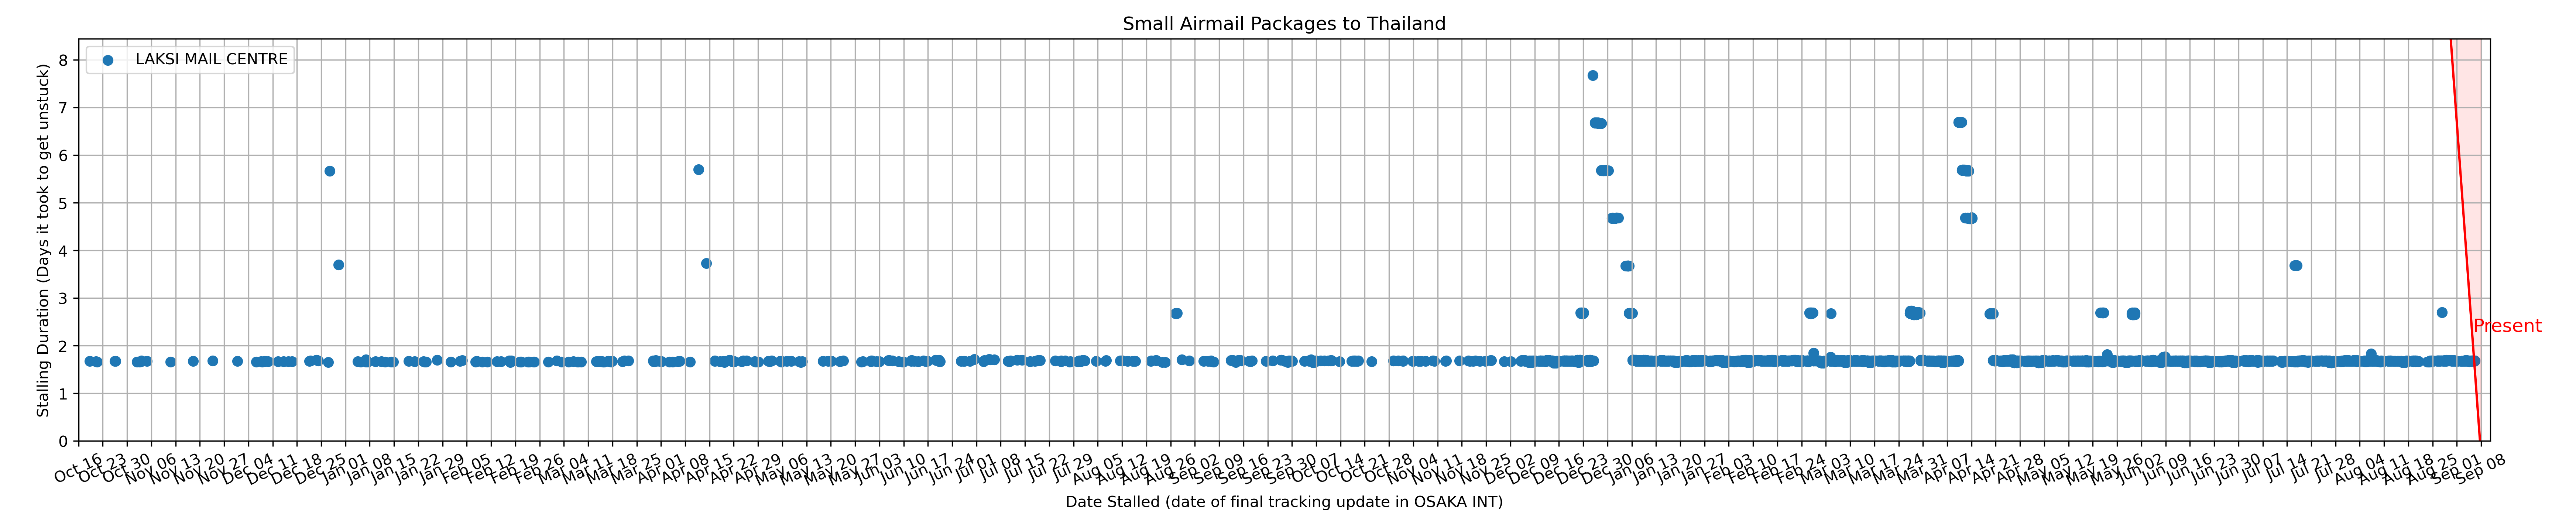 Small Airmail Packages to Thailand
LAKSI MAIL CENTRE
Stalling Duration (Days it took to get unstuck)
8
7
6
5
4
3
2
1
0
Present
Oct 16 Oct 23 Oct 30 Nov 06 Nov 13 Nov 20 Nov 27 Dec 04 Dec 11 Dec 18 Dec 25 Jan 01 Jan 08 Jan 15 Jan 22 Jan 29 Feb 05 Feb 12 Feb 19 Feb 26 Mar 04 Mar 11 Mar 18 Mar 25 Apr 01 Apr 08 Apr 15 Apr 22 Apr 29 May 06 May 13 May 20 May 27 Jun 03 Jun 10 Jun 17 Jun 24 Jul 01 Jul 08 Jul 15 Jul 22 Jul 29 Aug 05 Aug 12 Aug 19 Aug 26 Sep 02 Sep 09 Sep 16 Sep 23 Sep 30 Oct 07 Oct 14 Oct 21 Oct 28 Nov 04 Nov 11 Nov 18 Nov 25 Dec 02 Dec 09 Dec 16 Dec 23 Dec 30 Jan 06 Jan 13 Jan 20 Jan 27 Feb 03 Feb 10 Feb 17 Feb 24 Mar 03 Mar 10 Mar 17 Mar 24 Mar 31 Apr 07 Apr 14 Apr 21 Apr 28 May 05 May 12 May 19 May 26 Jun 02 Jun 09 Jun 16 Jun 23 Jun 30 Jul 07 Jul 14 Jul 21 Jul 28 Aug 04 Aug 11 Aug 18 Aug 25 Sep 01 Sep 08
Date Stalled (date of final tracking update in OSAKA INT)